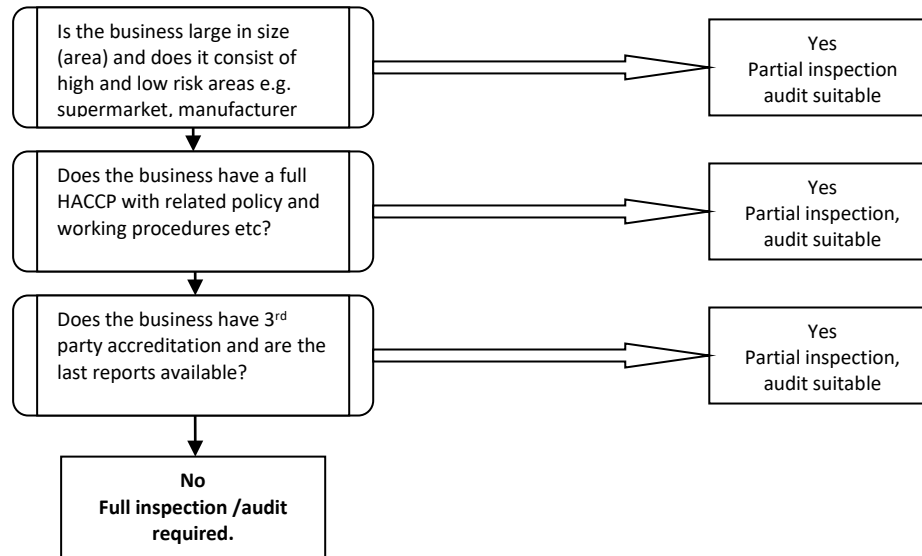 Is the business large in size
(area) and does it consist of
high and low risk areas e.g.
supermarket, manufacturer
Yes
Partial inspection
audit suitable
Does the business have a full
HACCP with related policy and
working procedures etc?
Yes
Partial inspection,
audit suitable
Does the business have 3rd
party accreditation and are the
last reports available?
Yes
Partial inspection,
audit suitable
No
Full inspection /audit
required.